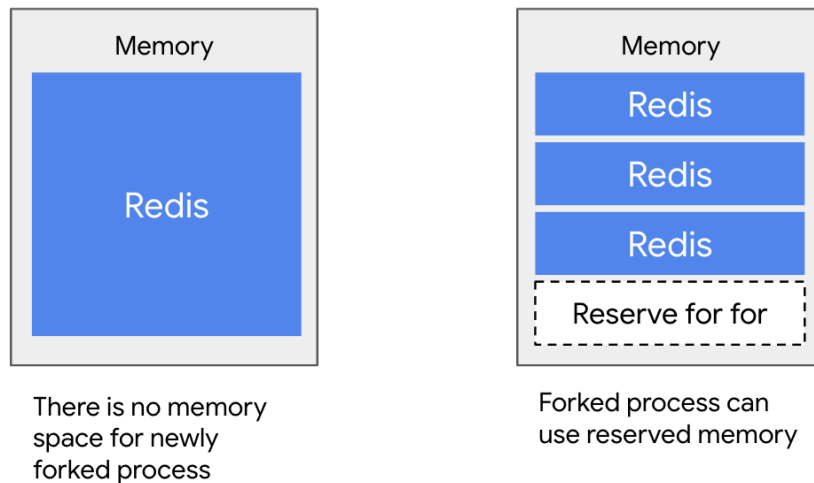 Memory
Redis
There is no memory
space for newly
forked process
Memory
Redis
Redis
Redis
Reserve for for
Forked process can
use reserved memory